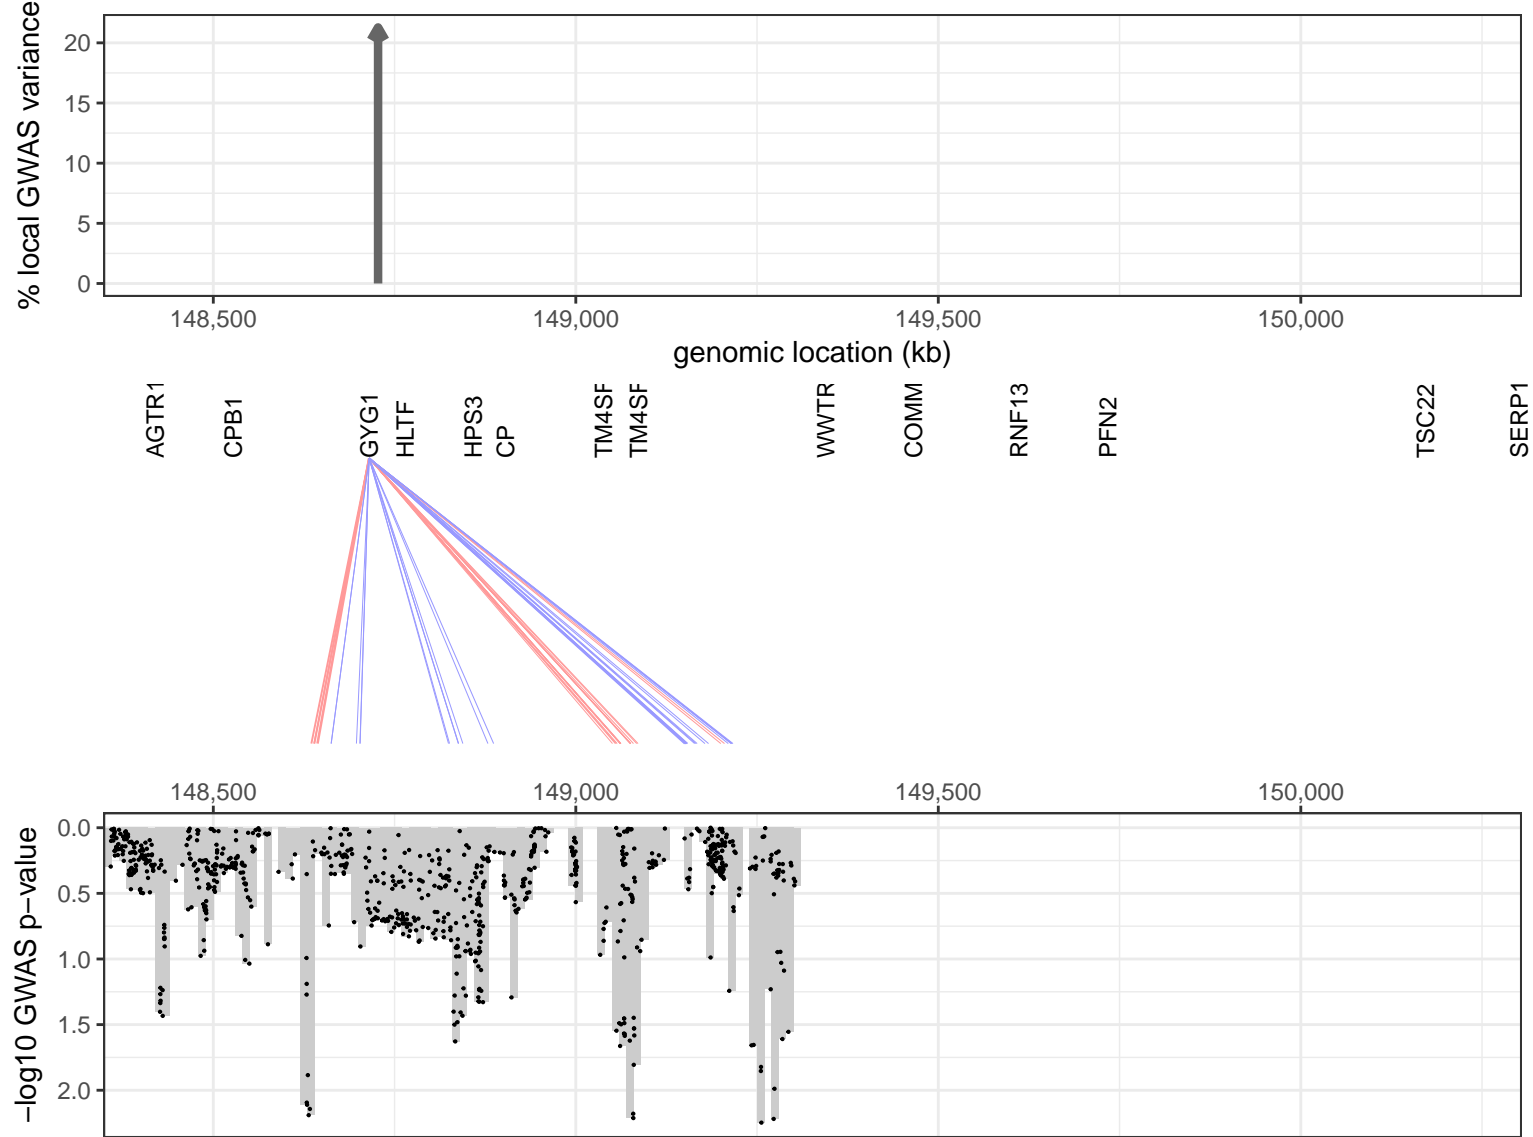 % local GWAS variance
20
15
10
5
0
148,500 149,000 149,500 150,000
genomic location (kb)
AGTR1 CPB1 GYG1 HLTF HPS3 CP TM4SF TM4SF WWTR COMM RNF13 PFN2 TSC22 SERP1
148,500 149,000 149,500 150,000
−log10 GWAS p−value
0.0
0.5
1.0
1.5
2.0